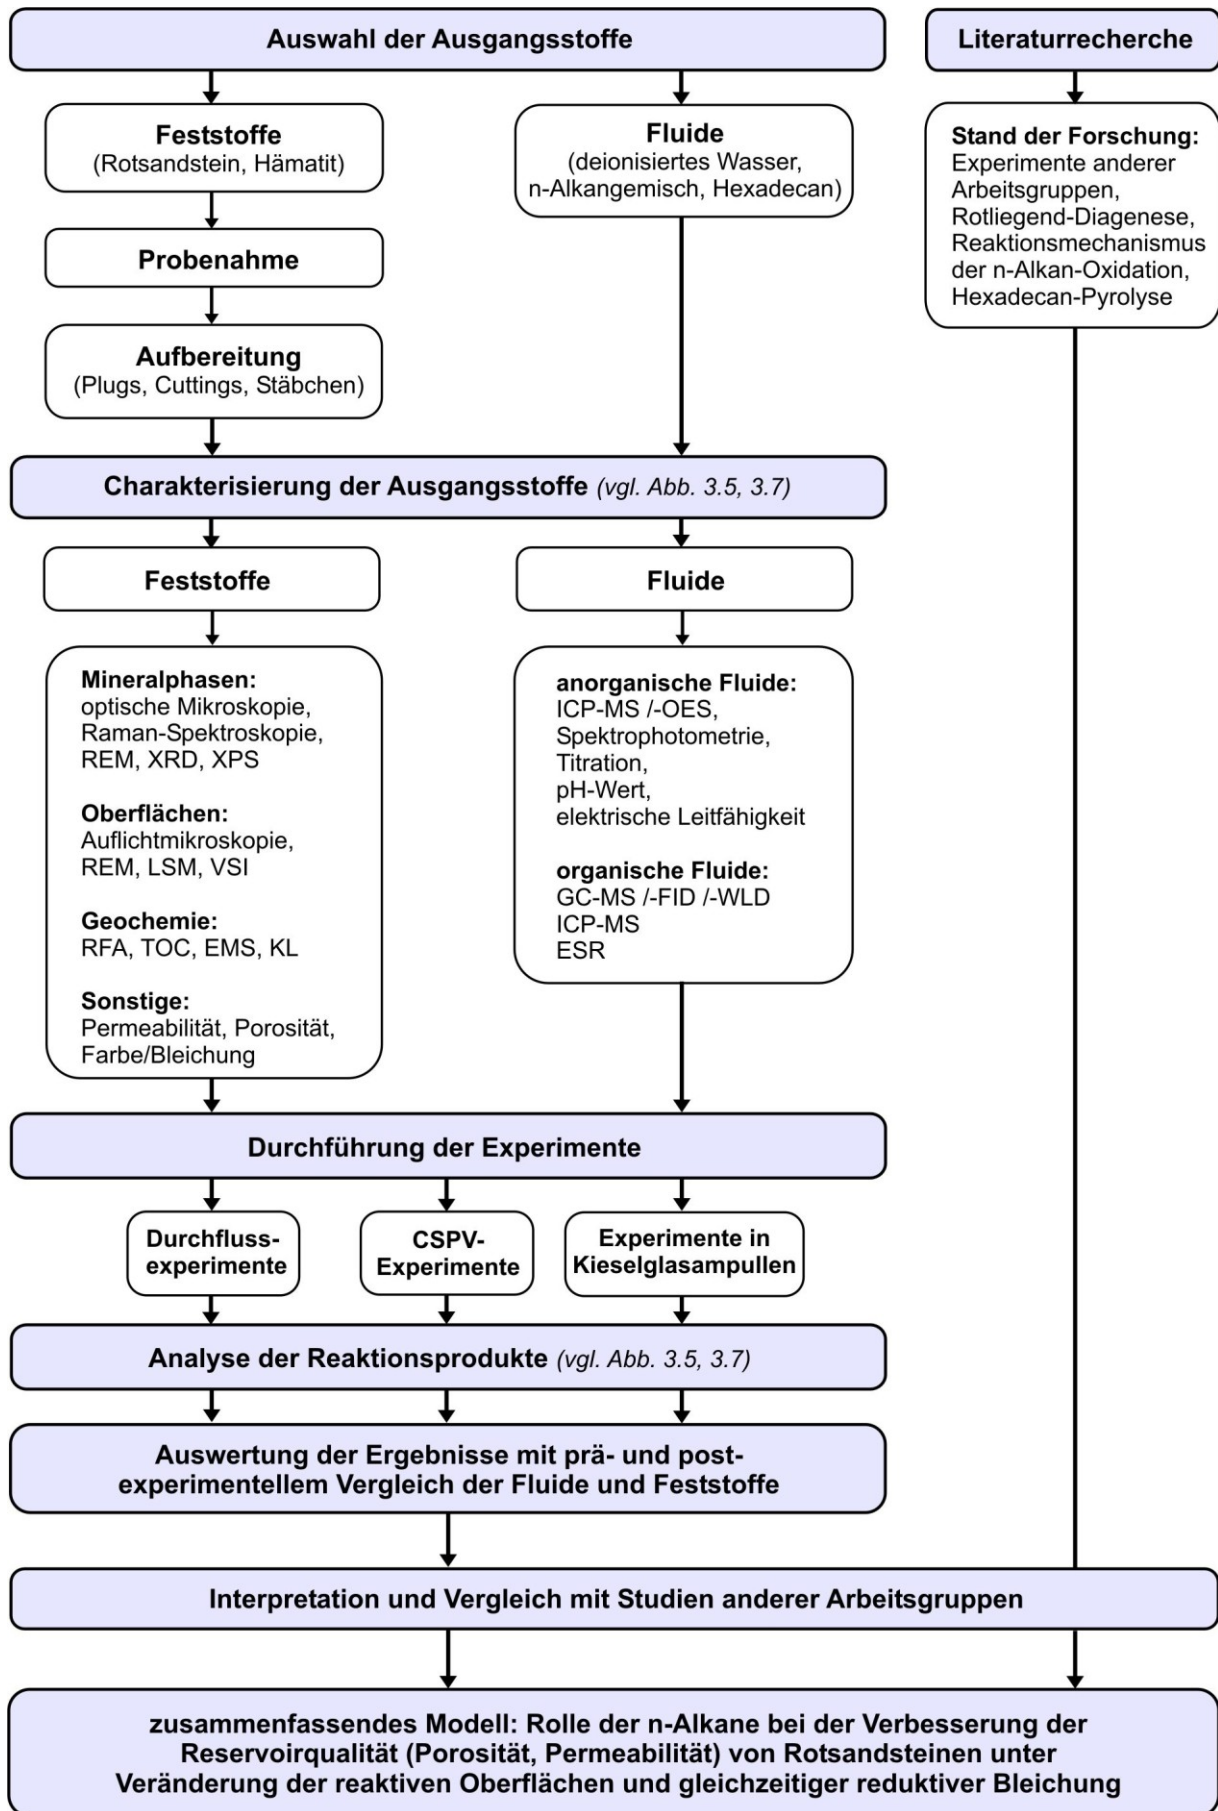 Auswahl der Ausgangsstoffe
Literaturrecherche
Feststoffe
(Rotsandstein, Hämatit)
Fluide
(deionisiertes Wasser,
n-Alkangemisch, Hexadecan)
Stand der Forschung:
Experimente anderer
Arbeitsgruppen,
Rotliegend-Diagenese,
Reaktionsmechanismus
der n-Alkan-Oxidation,
Hexadecan-Pyrolyse
Probenahme
Aufbereitung
(Plugs, Cuttings, Stäbchen)
Charakterisierung der Ausgangsstoffe (vgl. Abb. 3.5, 3.7)
Feststoffe
Fluide
Mineralphasen:
optische Mikroskopie,
Raman-Spektroskopie,
REM, XRD, XPS
Oberflächen:
Auflichtmikroskopie,
REM, LSM, VSI
Geochemie:
RFA, TOC, EMS, KL
Sonstige:
Permeabilität, Porosität,
Farbe/Bleichung
anorganische Fluide:
ICP-MS /-OES,
Spektrophotometrie,
Titration,
pH-Wert,
elektrische Leitfähigkeit
organische Fluide:
GC-MS /-FID /-WLD
ICP-MS
ESR
Durchführung der Experimente
Durchfluss-
experimente
CSPV-
Experimente
Experimente in
Kieselglasampullen
Analyse der Reaktionsprodukte (vgl. Abb. 3.5, 3.7)
Auswertung der Ergebnisse mit prä- und post-
experimentellem Vergleich der Fluide und Feststoffe
Interpretation und Vergleich mit Studien anderer Arbeitsgruppen
zusammenfassendes Modell: Rolle der n-Alkane bei der Verbesserung der
Reservoirqualität (Porosität, Permeabilität) von Rotsandsteinen unter
Veränderung der reaktiven Oberflächen und gleichzeitiger reduktiver Bleichung